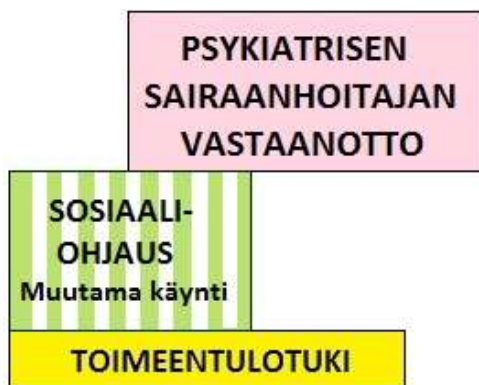 PSYKIATRISEN
SAIRAANHOITAJAN
VASTAANOTTO
SOSIAALI-
OHJAUS
Muutama käynti
TOIMEENTULOTUKI